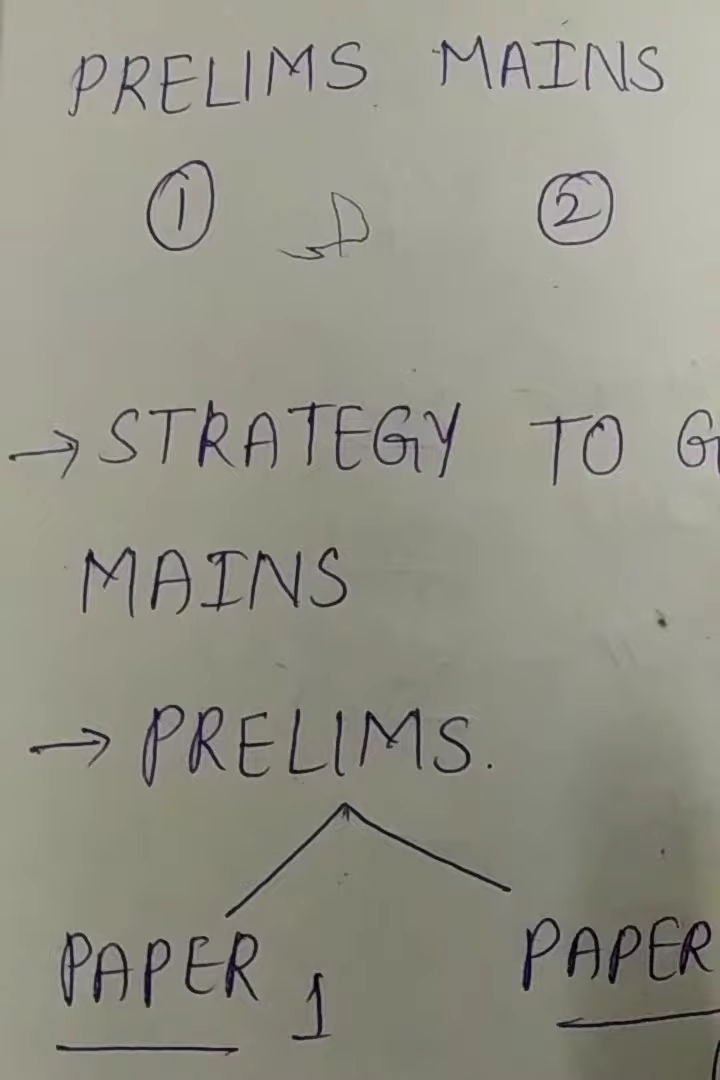 PRELIMS MAINS
1 2
→ STRATEGY TO G
MAINS
→ PRELIMS.
PAPER 1 PAPER